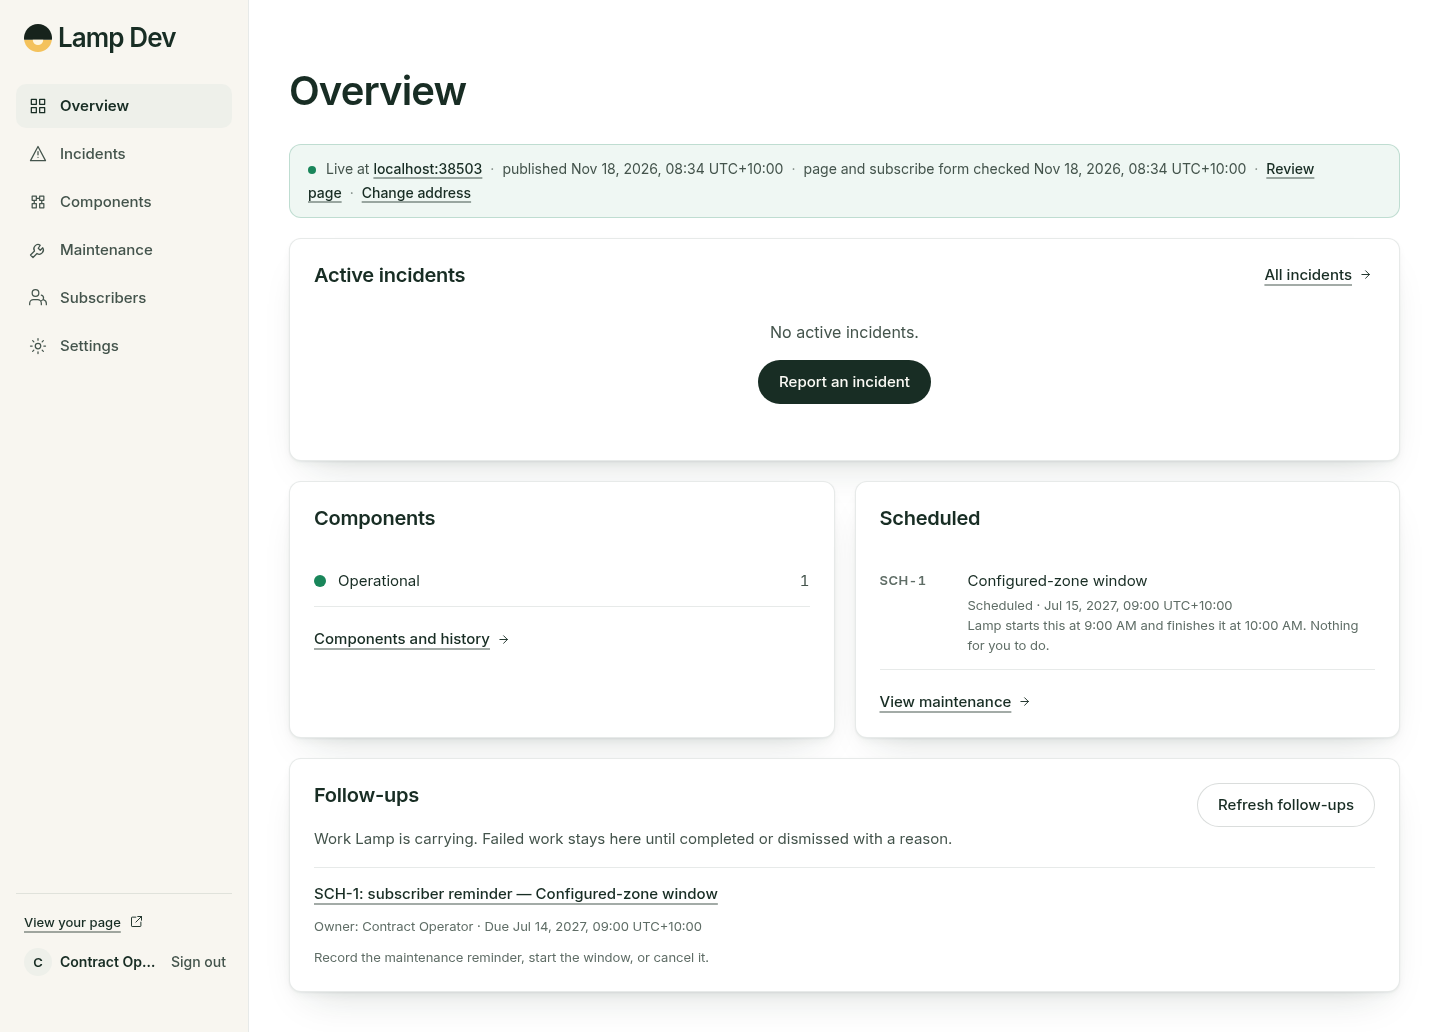 Lamp Dev
Overview
Incidents
Components
Maintenance
Subscribers
Settings
View your page
C Contract Op... Sign out
Overview
Live at localhost:38503 · published Nov 18, 2026, 08:34 UTC+10:00 · page and subscribe form checked Nov 18, 2026, 08:34 UTC+10:00 · Review
page · Change address
Active incidents
All incidents →
No active incidents.
Report an incident
Components
Operational 1
Components and history →
Scheduled
SCH-1 Configured-zone window
Scheduled · Jul 15, 2027, 09:00 UTC+10:00
Lamp starts this at 9:00 AM and finishes it at 10:00 AM. Nothing
for you to do.
View maintenance →
Follow-ups
Refresh follow-ups
Work Lamp is carrying. Failed work stays here until completed or dismissed with a reason.
SCH-1: subscriber reminder — Configured-zone window
Owner: Contract Operator · Due Jul 14, 2027, 09:00 UTC+10:00
Record the maintenance reminder, start the window, or cancel it.